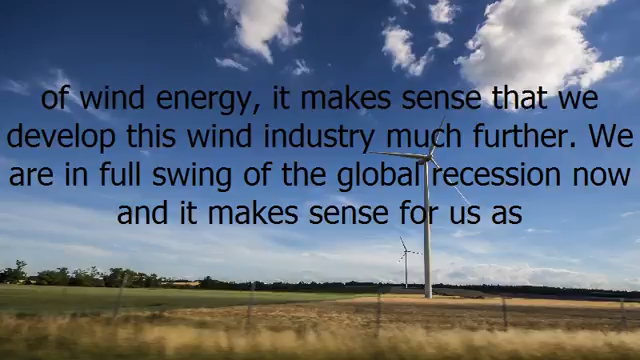 of wind energy, it makes sense that we
develop this wind industry much further. We
are in full swing of the global recession now
and it makes sense for us as